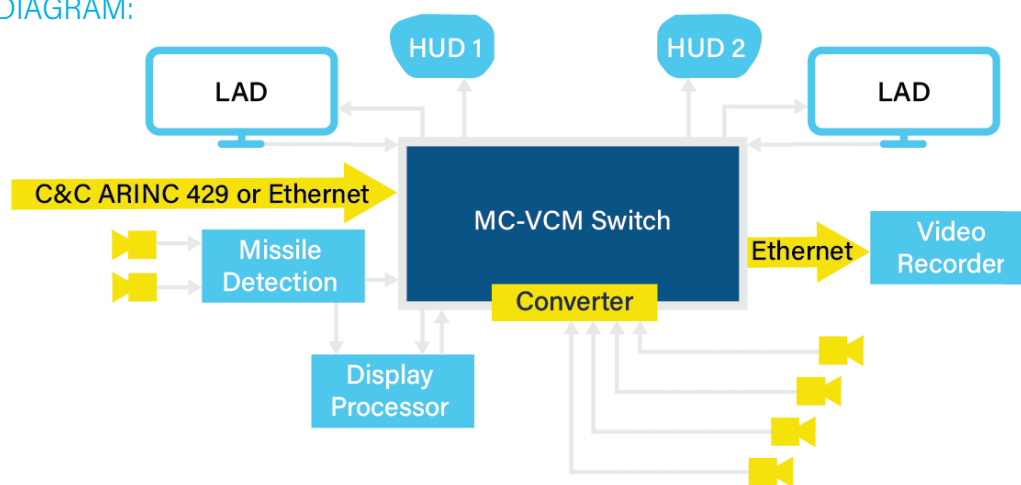 DIAGRAM:
HUD 1
HUD 2
LAD
LAD
C&C ARINC 429 or Ethernet
MC-VCM Switch
Missile
Detection
Ethernet
Video
Recorder
Converter
Display
Processor